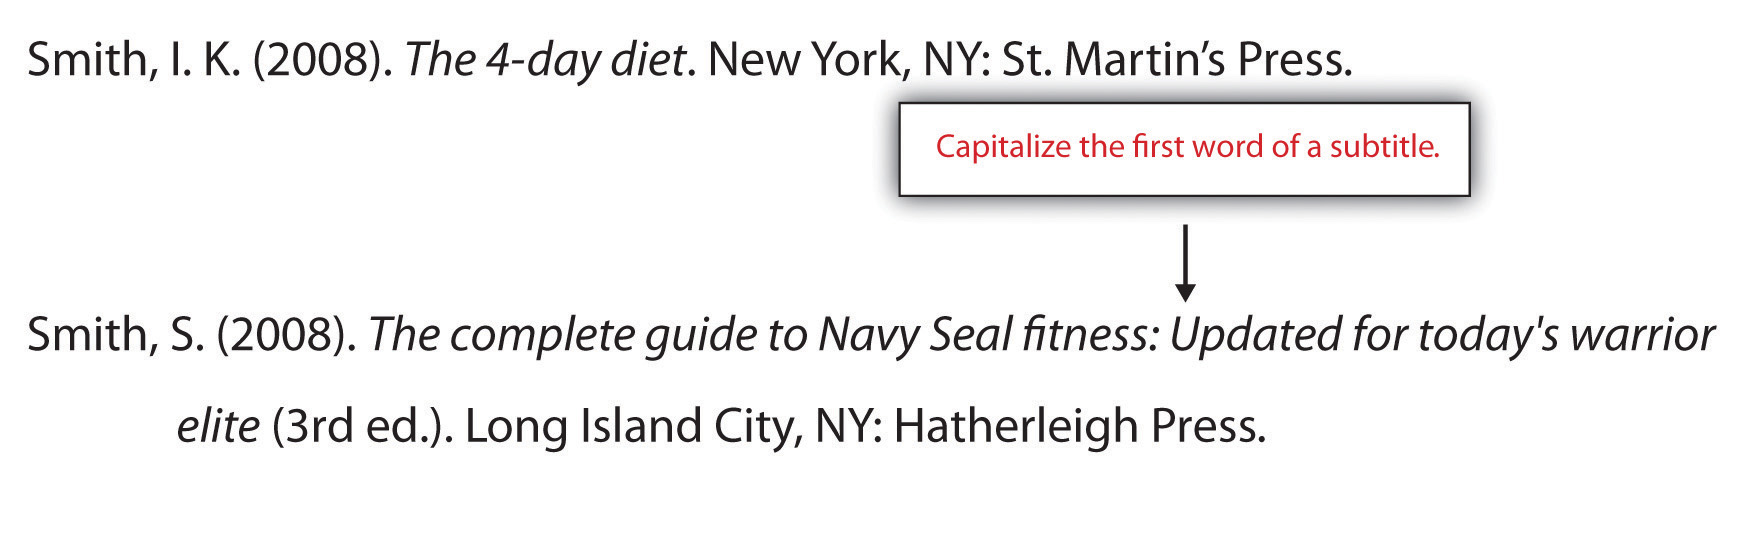 Smith, I. K. (2008). The 4-day diet. New York, NY: St. Martin’s Press.
Capitalize the first word of a subtitle.
Smith, S. (2008). The complete guide to Navy Seal fitness: Updated for today's warrior
elite (3rd ed.). Long Island City, NY: Hatherleigh Press.